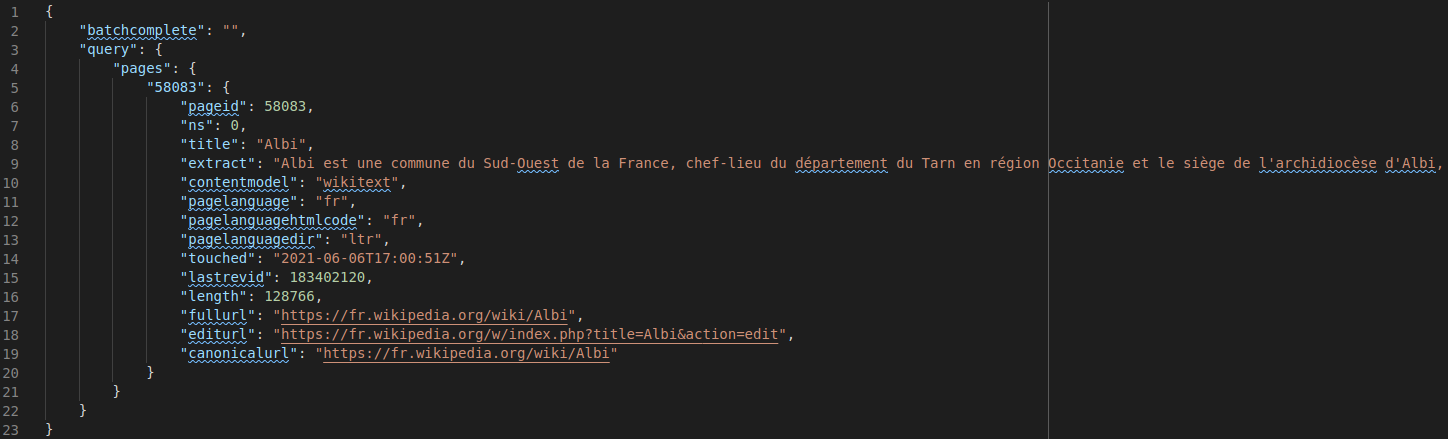 1 {
2 "batchcomplete": "",
3 "query": {
4 "pages": {
5 "58083": {
6 "pageid": 58083,
7 "ns": 0,
8 "title": "Albi",
9 "extract": "Albi est une commune du Sud-Ouest de la France, chef-lieu du département du Tarn en région Occitanie et le siège de l'archidiocèse d'Albi,
10 "contentmodel": "wikitext",
11 "pagelanguage": "fr",
12 "pagelanguagehtmlcode": "fr",
13 "pagelanguagedir": "ltr",
14 "touched": "2021-06-06T17:00:51Z",
15 "lastrevid": 183402120,
16 "length": 128766,
17 "fullurl": "https://fr.wikipedia.org/wiki/Albi",
18 "editurl": "https://fr.wikipedia.org/w/index.php?title=Albi&action=edit",
19 "canonicalurl": "https://fr.wikipedia.org/wiki/Albi"
20 }
21 }
22 }
23 }